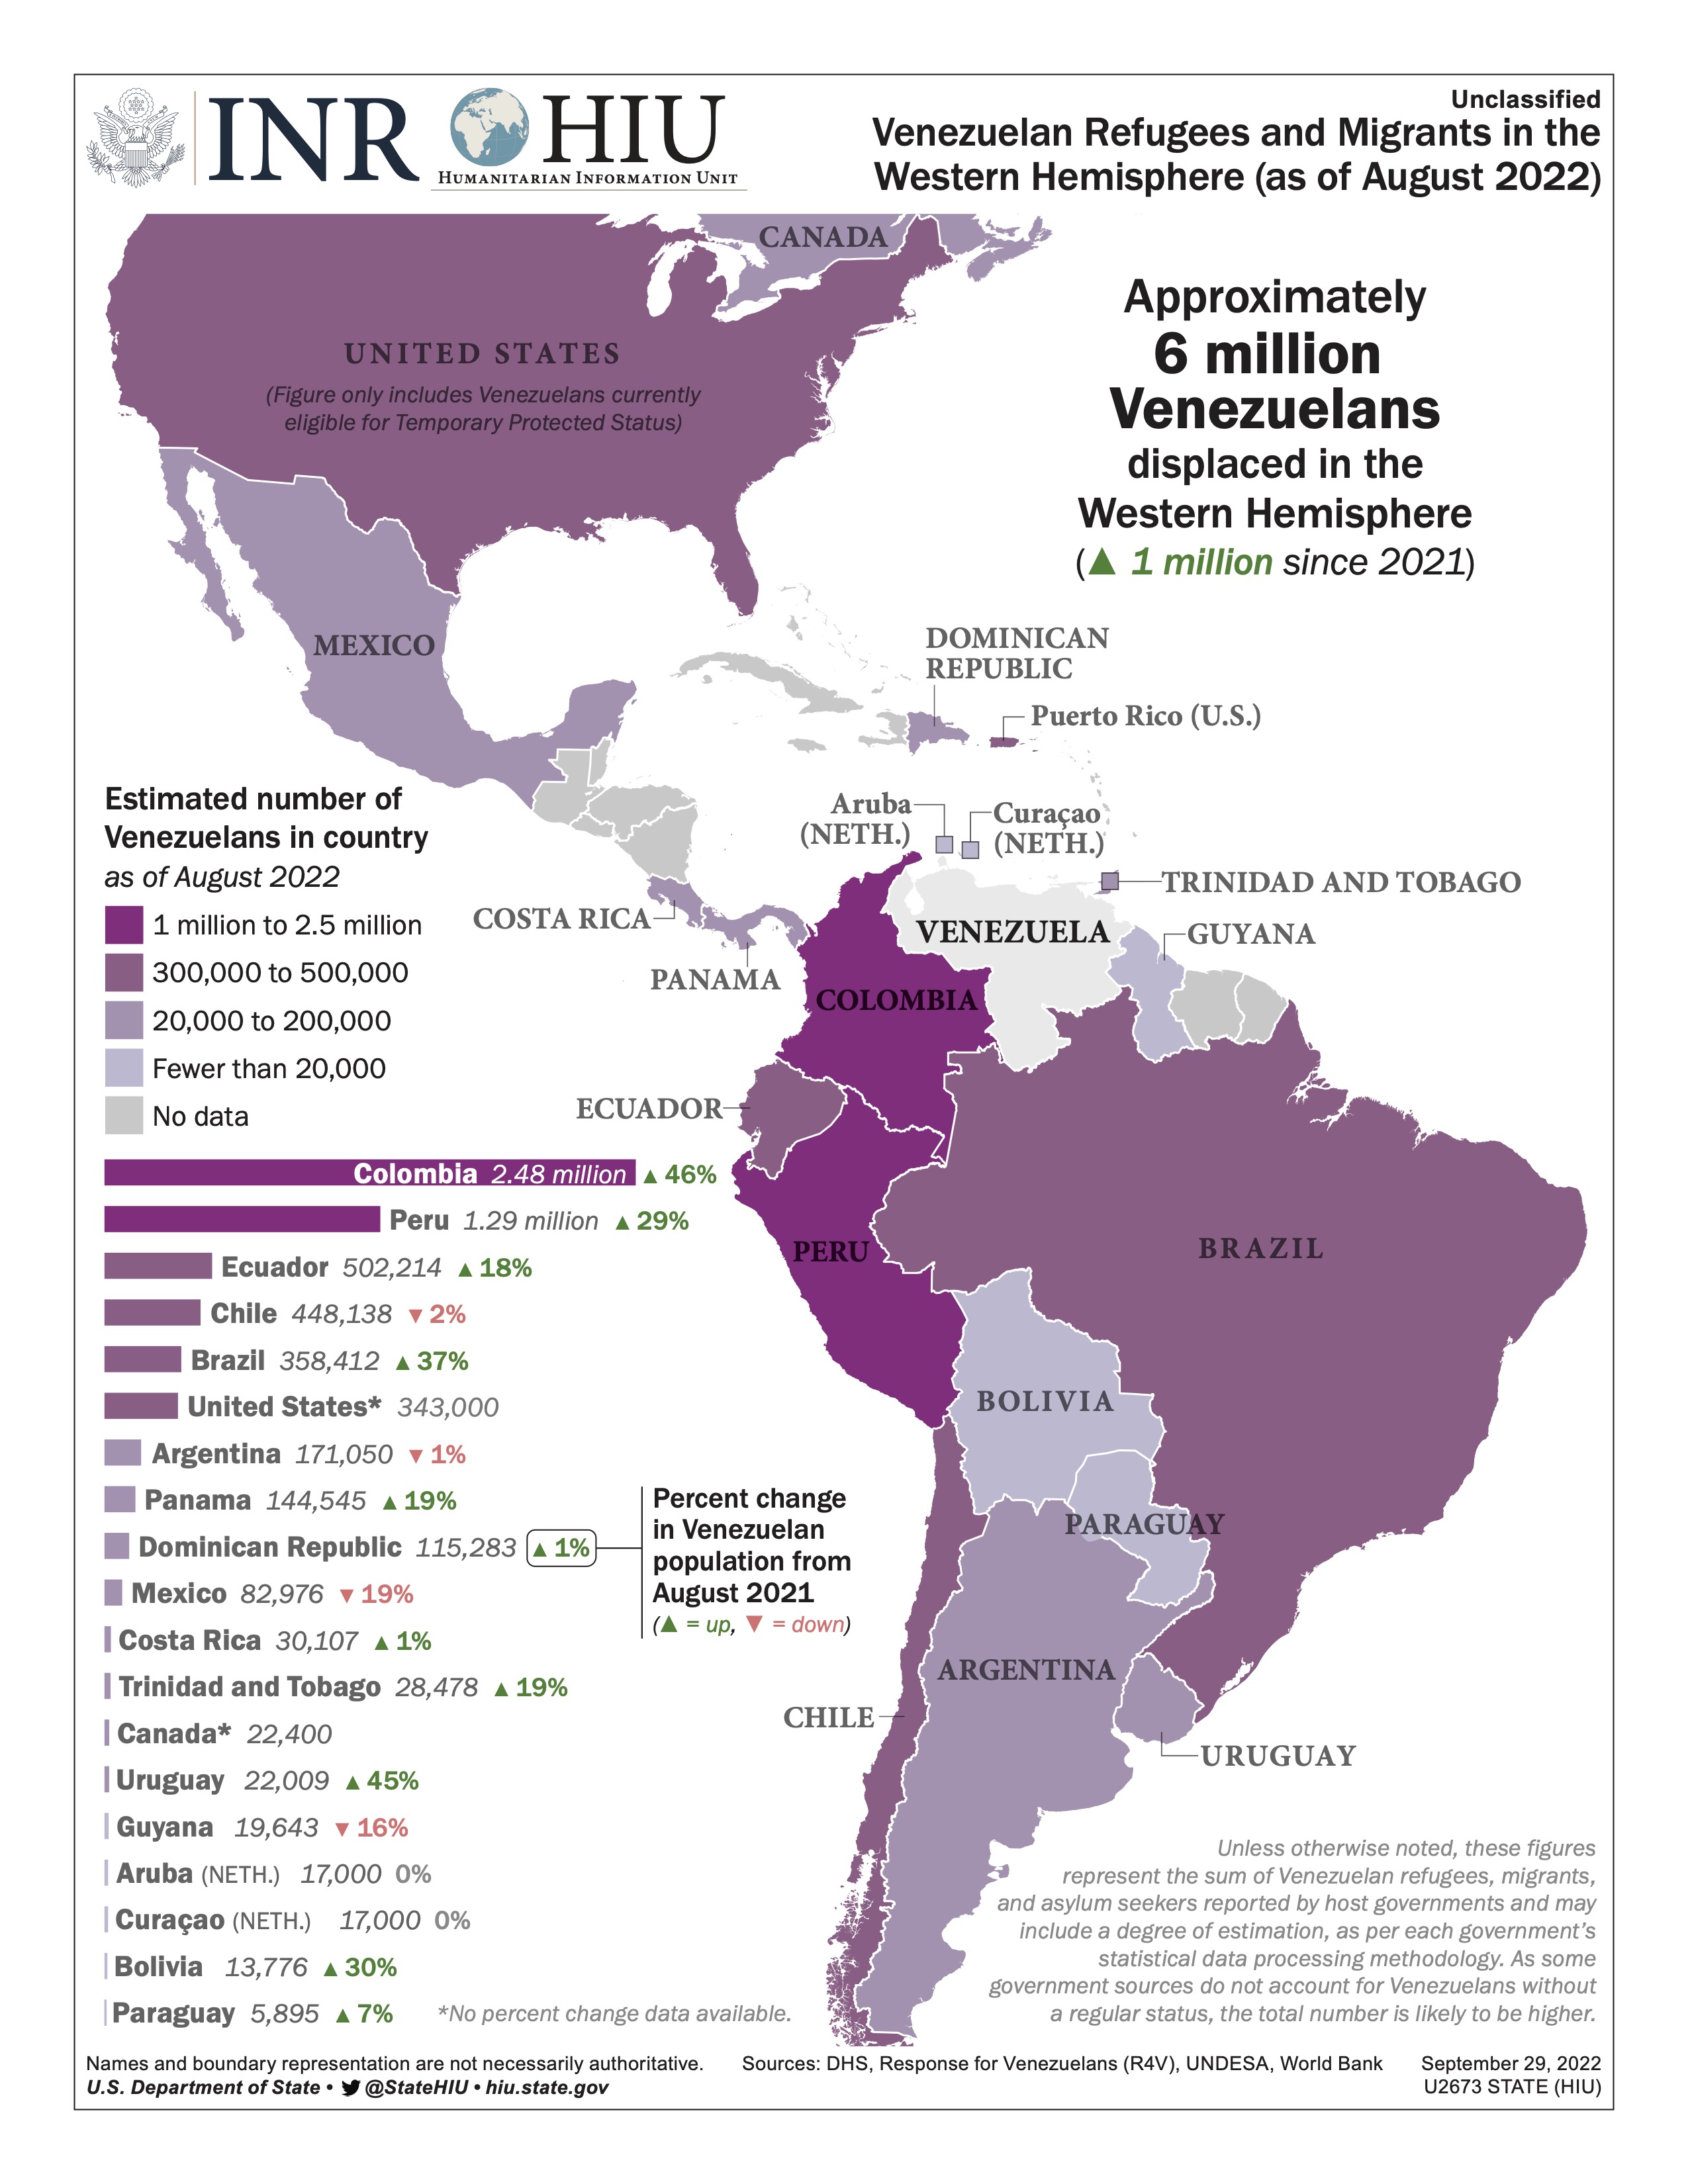 INR
HIU
HUMANITARIAN INFORMATION UNIT
Unclassified
Venezuelan Refugees and Migrants in the
Western Hemisphere (as of August 2022)
CANADA
UNITED STATES
(Figure only includes Venezuelans currently
eligible for Temporary Protected Status)
Approximately
6 million
Venezuelans
displaced in the
Western Hemisphere
(▲ 1 million since 2021)
MEXICO
DOMINICAN
REPUBLIC
Puerto Rico (U.S.)
Aruba
(NETH.)
Curaçao
(NETH.)
TRINIDAD AND TOBAGO
COSTA RICA
PANAMA
VENEZUELA
GUYANA
COLOMBIA
ECUADOR
PERU
BRAZIL
BOLIVIA
PARAGUAY
ARGENTINA
CHILE
URUGUAY
Estimated number of
Venezuelans in country
as of August 2022
1 million to 2.5 million
300,000 to 500,000
20,000 to 200,000
Fewer than 20,000
No data
Colombia 2.48 million ▲ 46%
Peru 1.29 million ▲ 29%
Ecuador 502,214 ▲ 18%
Chile 448,138 ▼ 2%
Brazil 358,412 ▲ 37%
United States* 343,000
Argentina 171,050 ▼ 1%
Panama 144,545 ▲ 19%
Dominican Republic 115,283 ▲ 1%
Mexico 82,976 ▼ 19%
Costa Rica 30,107 ▲ 1%
Trinidad and Tobago 28,478 ▲ 19%
Canada* 22,400
Uruguay 22,009 ▲ 45%
Guyana 19,643 ▼ 16%
Aruba (NETH.) 17,000 0%
Curaçao (NETH.) 17,000 0%
Bolivia 13,776 ▲ 30%
Paraguay 5,895 ▲ 7%
*No percent change data available.
Percent change
in Venezuelan
population from
August 2021
(▲ = up, ▼ = down)
Unless otherwise noted, these figures
represent the sum of Venezuelan refugees, migrants,
and asylum seekers reported by host governments and may
include a degree of estimation, as per each government's
statistical data processing methodology. As some
government sources do not account for Venezuelans without
a regular status, the total number is likely to be higher.
Names and boundary representation are not necessarily authoritative.
Sources: DHS, Response for Venezuelans (R4V), UNDESA, World Bank
September 29, 2022
U.S. Department of State • @StateHIU • hiu.state.gov
U2673 STATE (HIU)